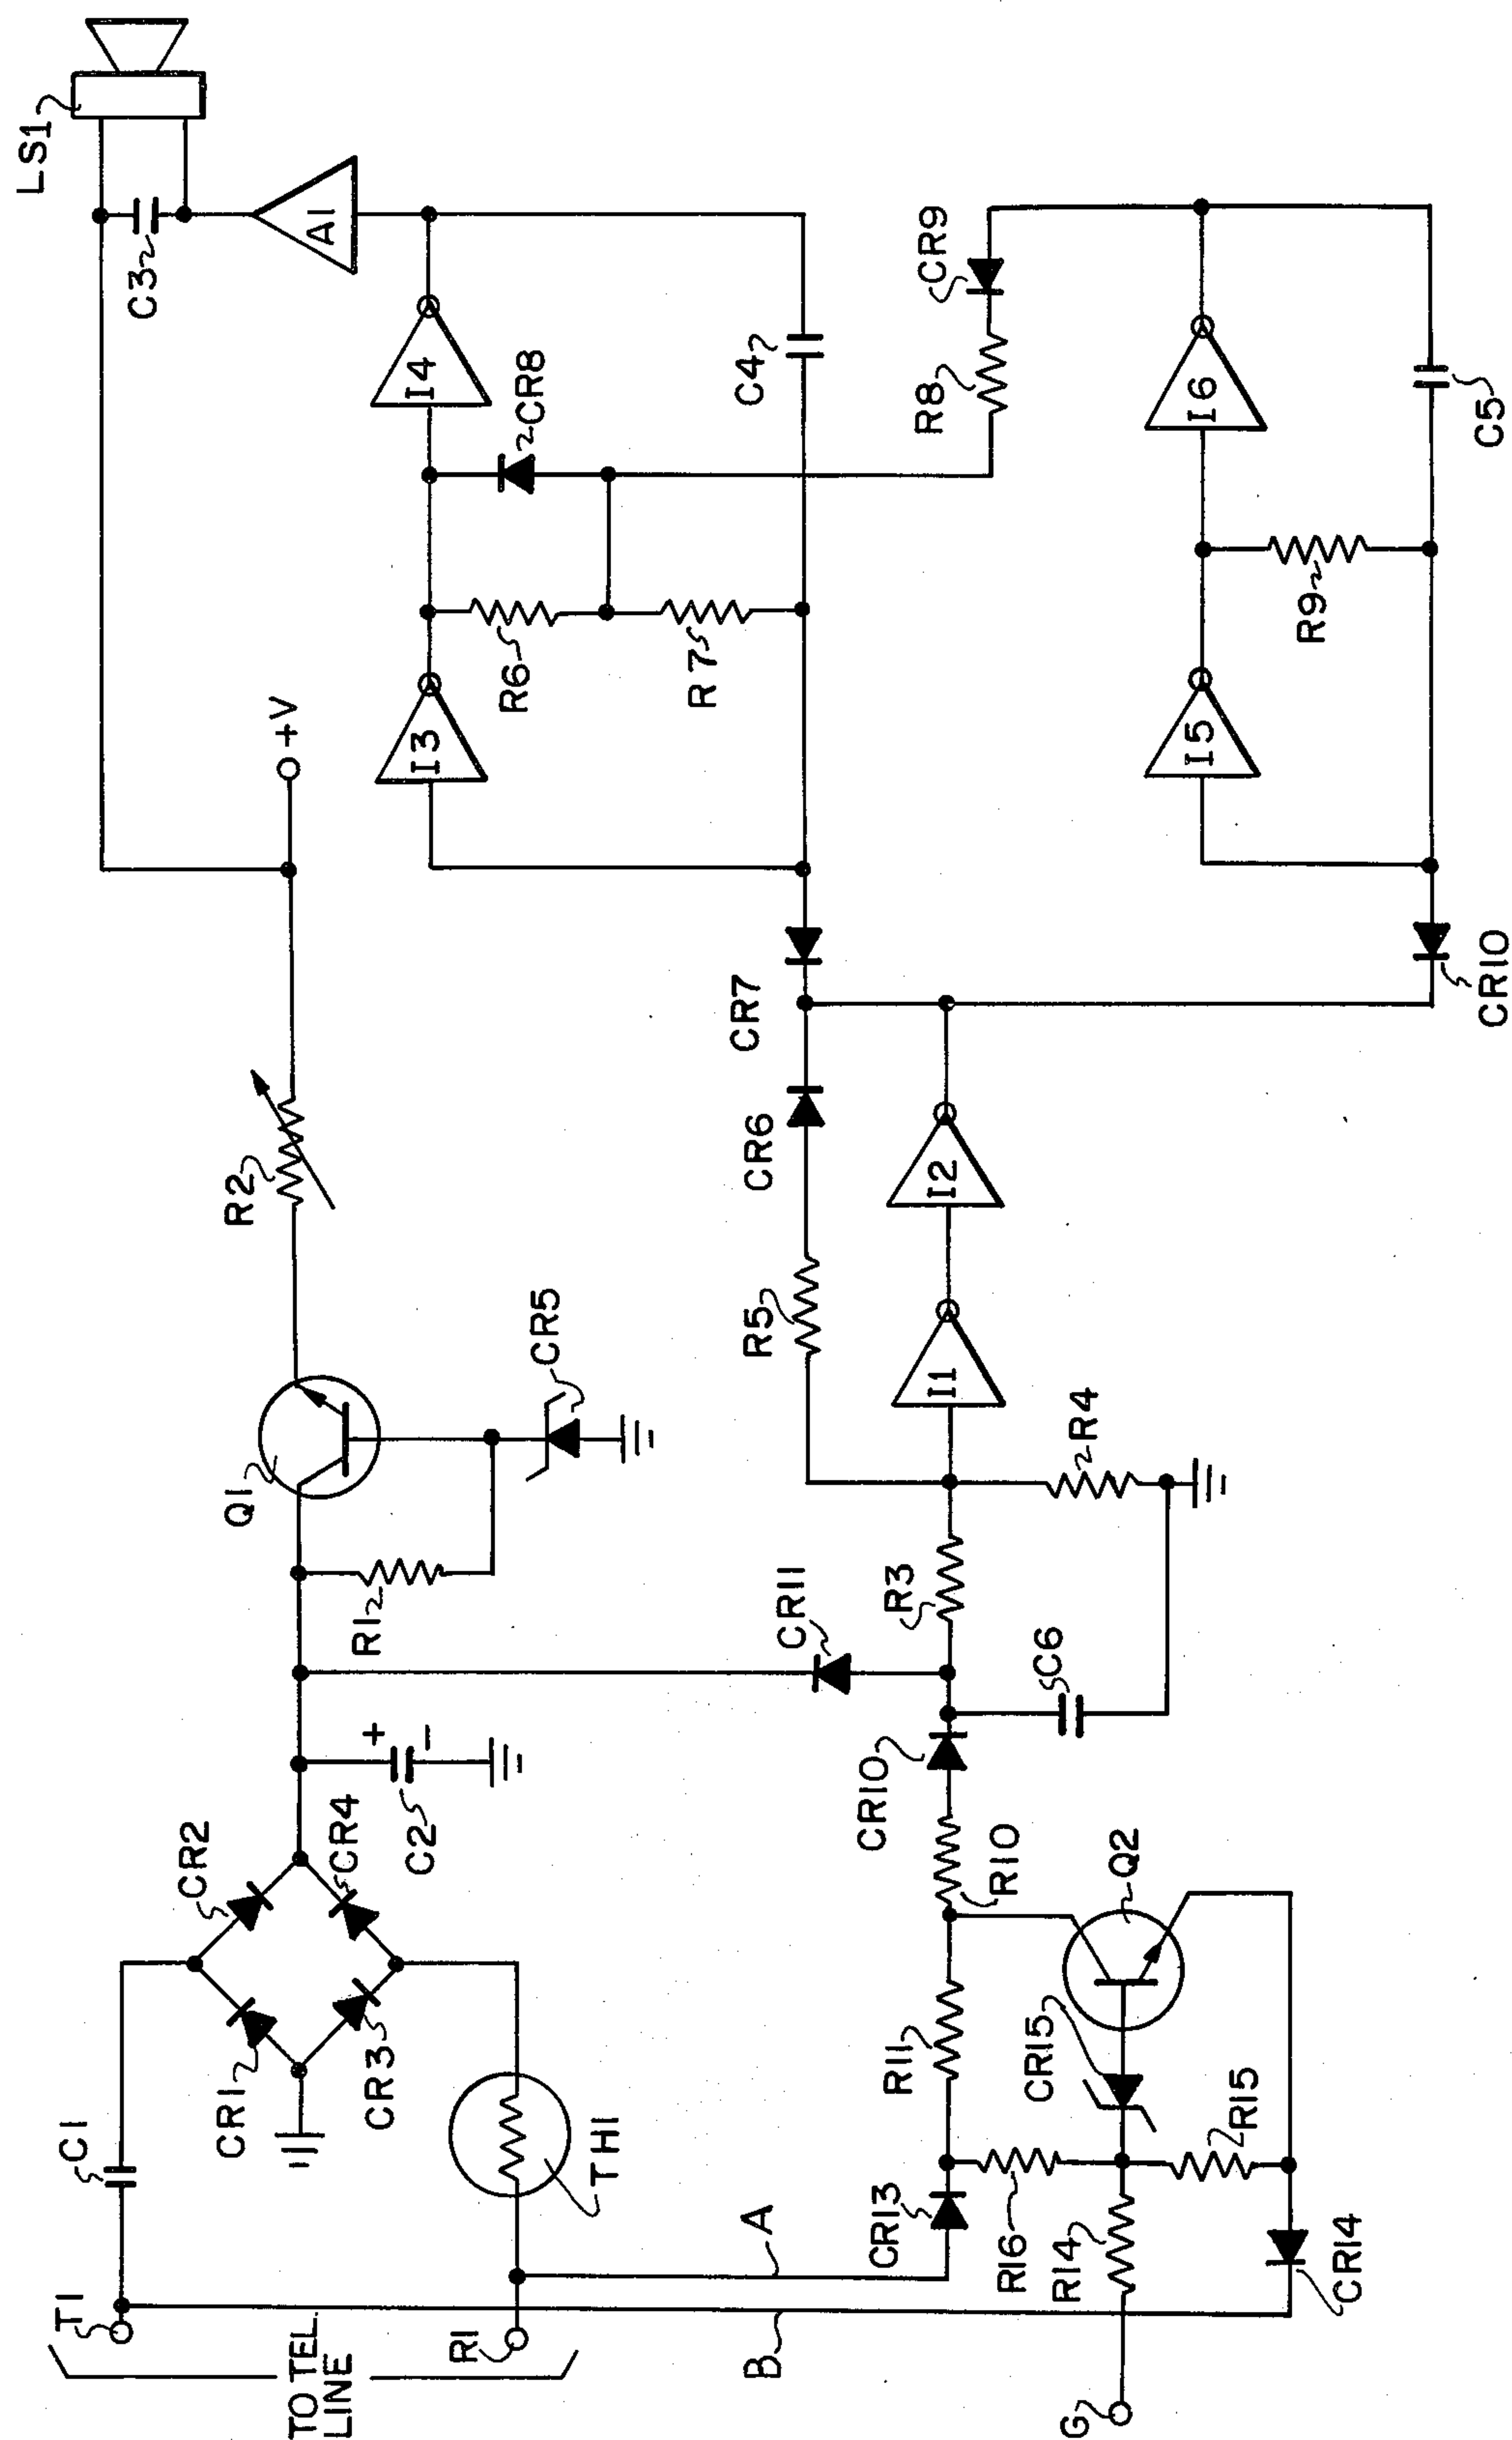 LS1
C3
A1
I4
CR8
C4
CR9
R8
I6
C5
+V
I3
R6
R7
I5
R9
CR7
CR10
R2
CR6
I2
R5
I1
Q1
CR5
R4
R1
CR11
R3
C6
+
−
C2
CR2
CR4
CR10
R10
Q2
CR1
CR3
C1
TH1
R11
CR15
R15
CR13
R16
R14
CR14
A
B
T1
R1
TO TEL.
LINE
G